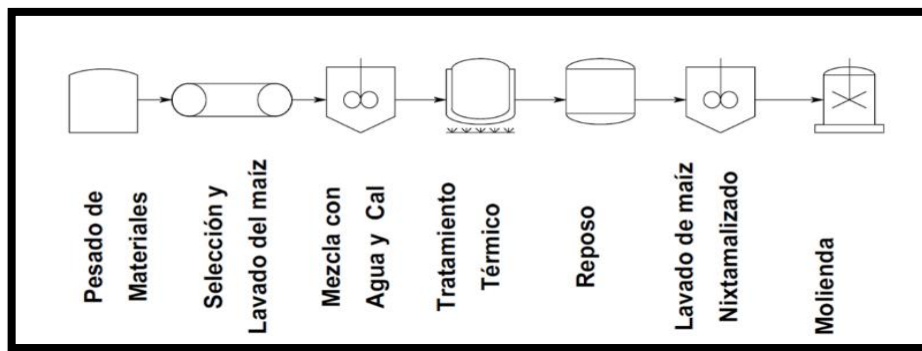 Pesado de
Materiales
Selección y
Lavado del maíz
Mezcla con
Agua y Cal
Tratamiento
Térmico
Reposo
Lavado de maíz
Nixtamalizado
Molienda